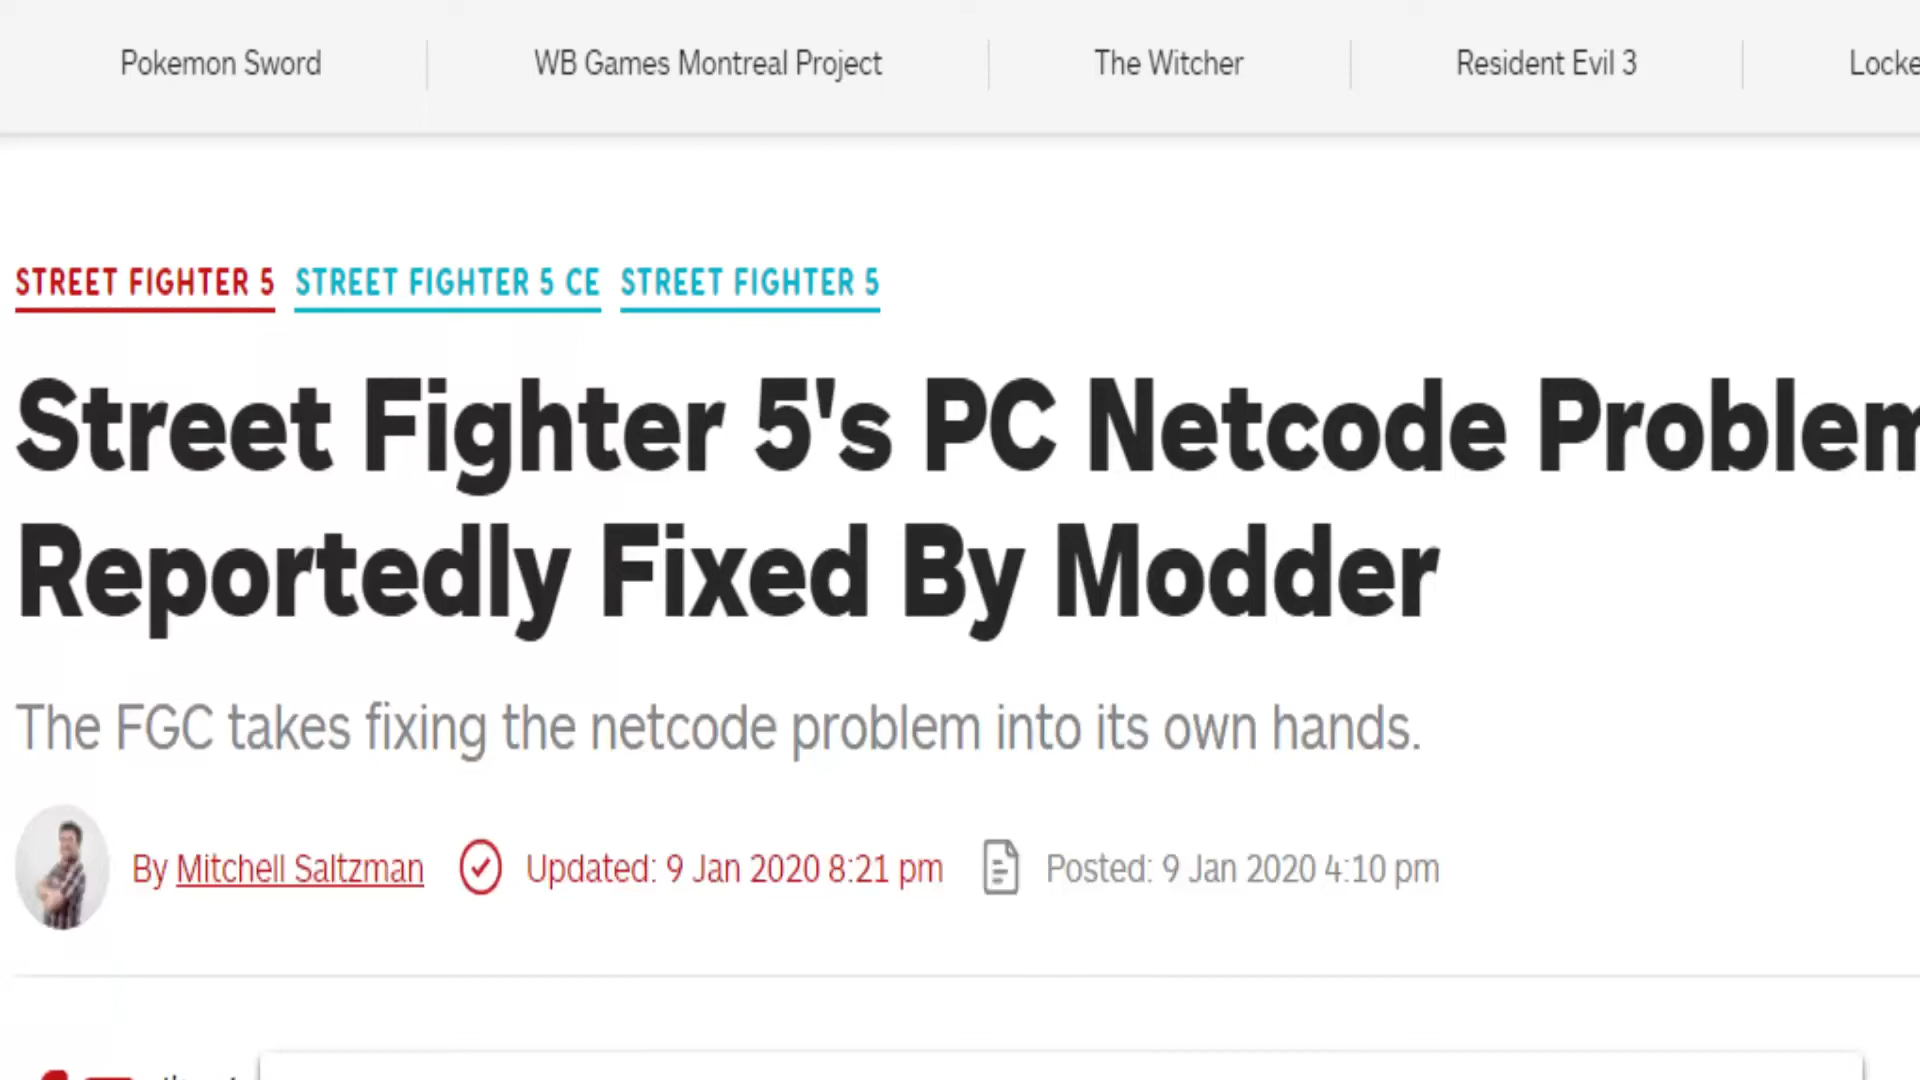 Pokemon Sword
WB Games Montreal Project
The Witcher
Resident Evil 3
Locke
STREET FIGHTER 5 STREET FIGHTER 5 CE STREET FIGHTER 5
Street Fighter 5's PC Netcode Problem
Reportedly Fixed By Modder
The FGC takes fixing the netcode problem into its own hands.
By Mitchell Saltzman Updated: 9 Jan 2020 8:21 pm Posted: 9 Jan 2020 4:10 pm